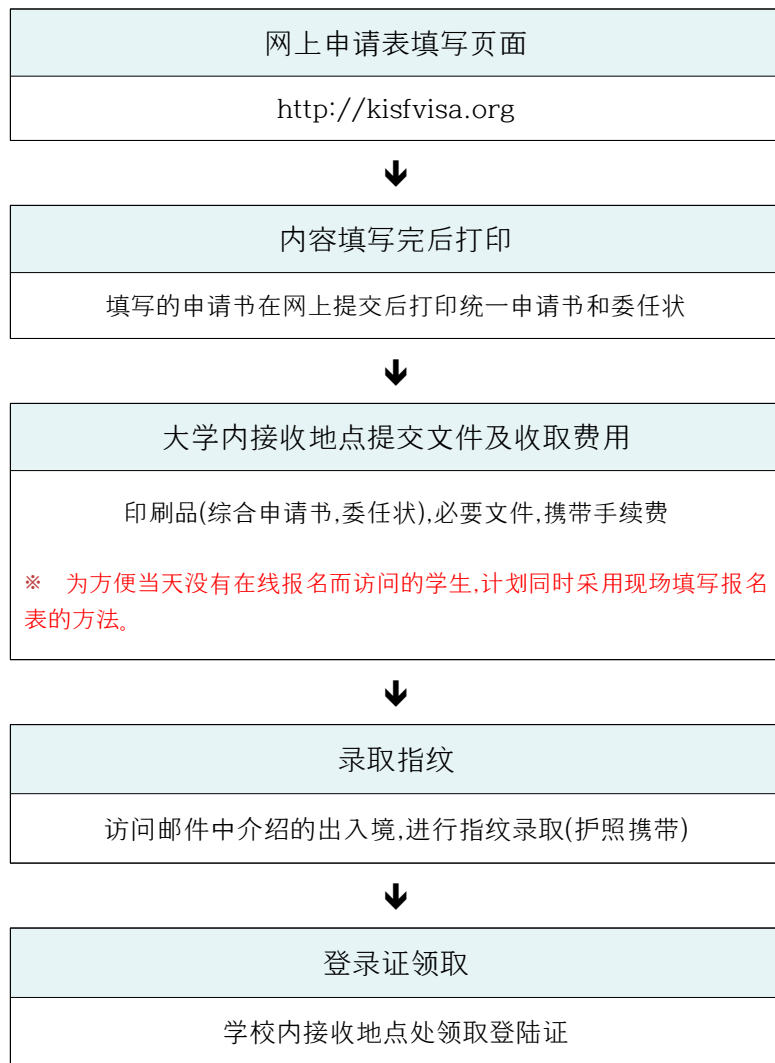 网上申请表填写页面
http://kisfvisa.org
内容填写完后打印
填写的申请书在网上提交后打印统一申请书和委任状
大学内接收地点提交文件及收取费用
印刷品(综合申请书,委任状),必要文件,携带手续费
※ 为方便当天没有在线报名而访问的学生,计划同时采用现场填写报名
表的方法。
录取指纹
访问邮件中介绍的出入境,进行指纹录取(护照携带)
登录证领取
学校内接收地点处领取登陆证